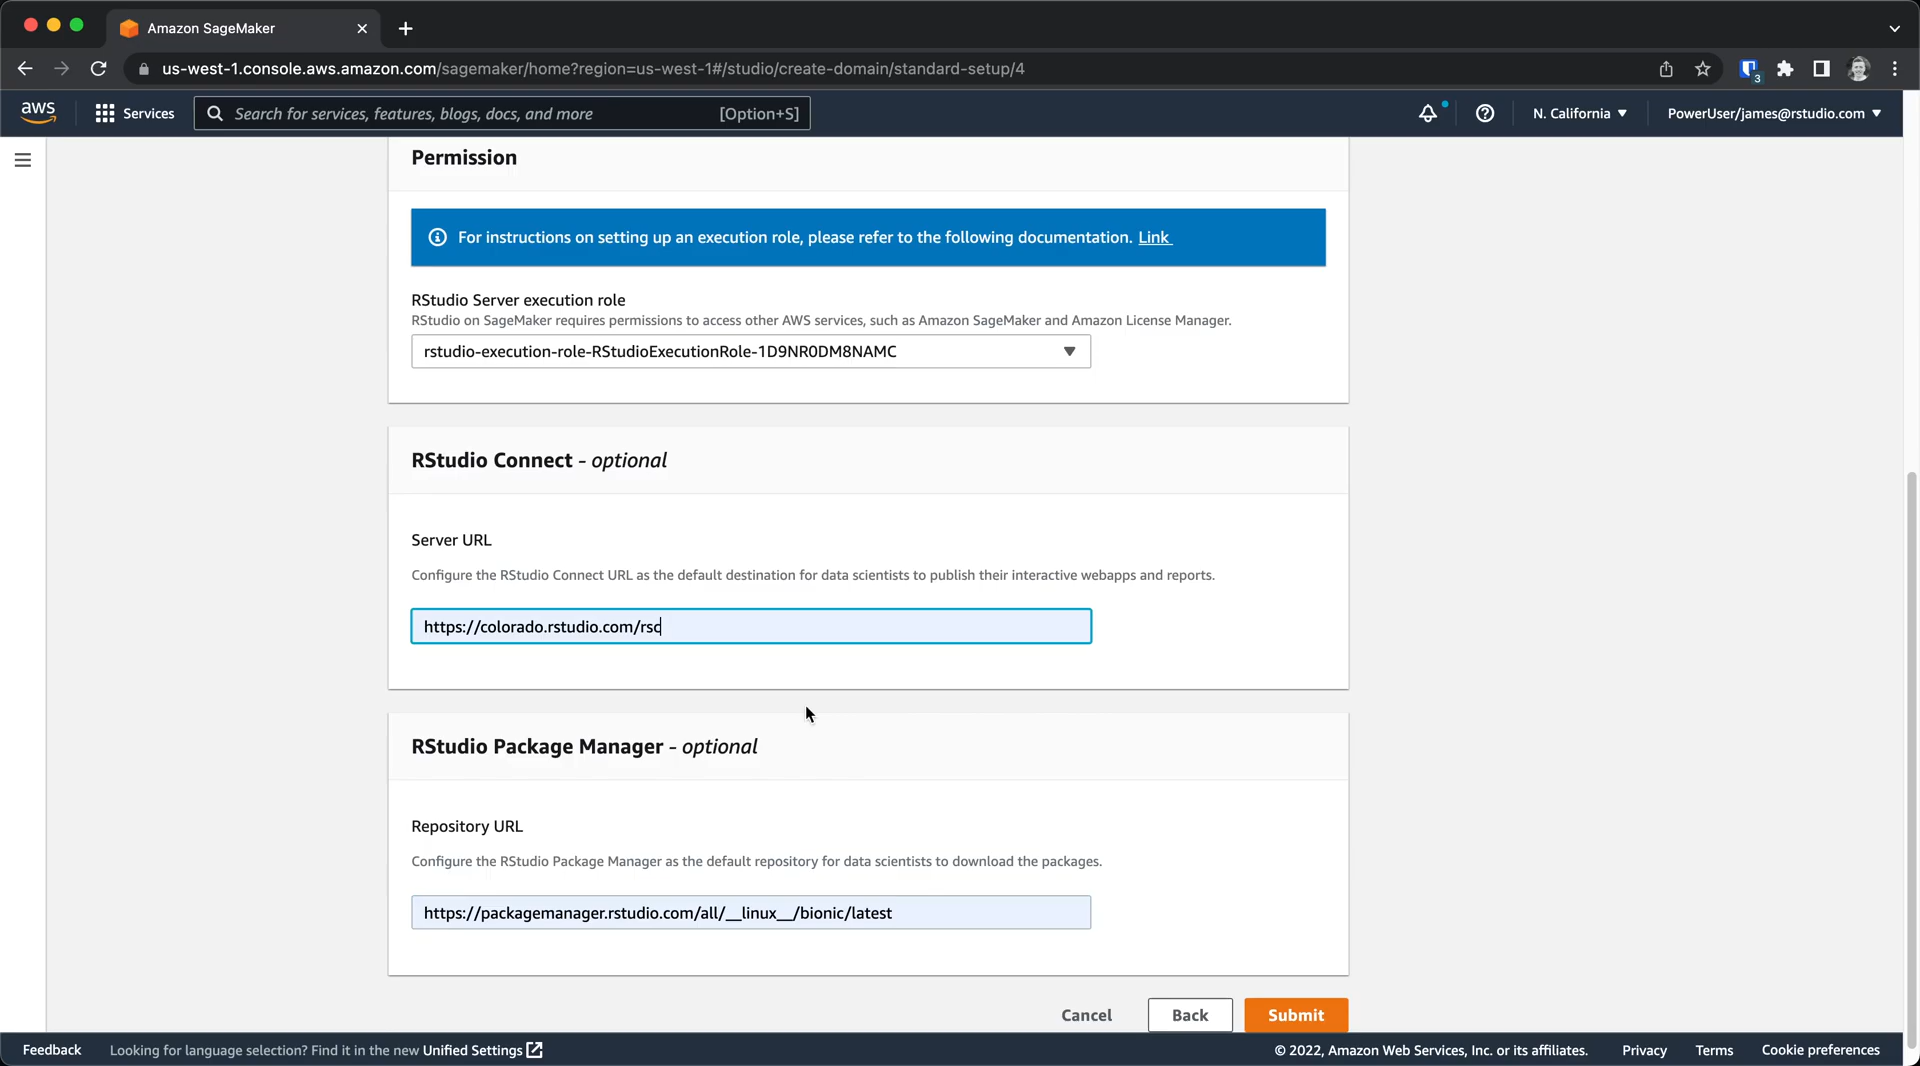 Amazon SageMaker
us-west-1.console.aws.amazon.com/sagemaker/home?region=us-west-1#/studio/create-domain/standard-setup/4
3
aws
Services
Search for services, features, blogs, docs, and more
[Option+S]
N. California
PowerUser/james@rstudio.com
Permission
For instructions on setting up an execution role, please refer to the following documentation. Link
RStudio Server execution role
RStudio on SageMaker requires permissions to access other AWS services, such as Amazon SageMaker and Amazon License Manager.
rstudio-execution-role-RStudioExecutionRole-1D9NR0DM8NAMC
RStudio Connect - optional
Server URL
Configure the RStudio Connect URL as the default destination for data scientists to publish their interactive webapps and reports.
https://colorado.rstudio.com/rsc
RStudio Package Manager - optional
Repository URL
Configure the RStudio Package Manager as the default repository for data scientists to download the packages.
https://packagemanager.rstudio.com/all/__linux__/bionic/latest
Cancel
Back
Submit
Feedback
Looking for language selection? Find it in the new Unified Settings
© 2022, Amazon Web Services, Inc. or its affiliates.
Privacy
Terms
Cookie preferences